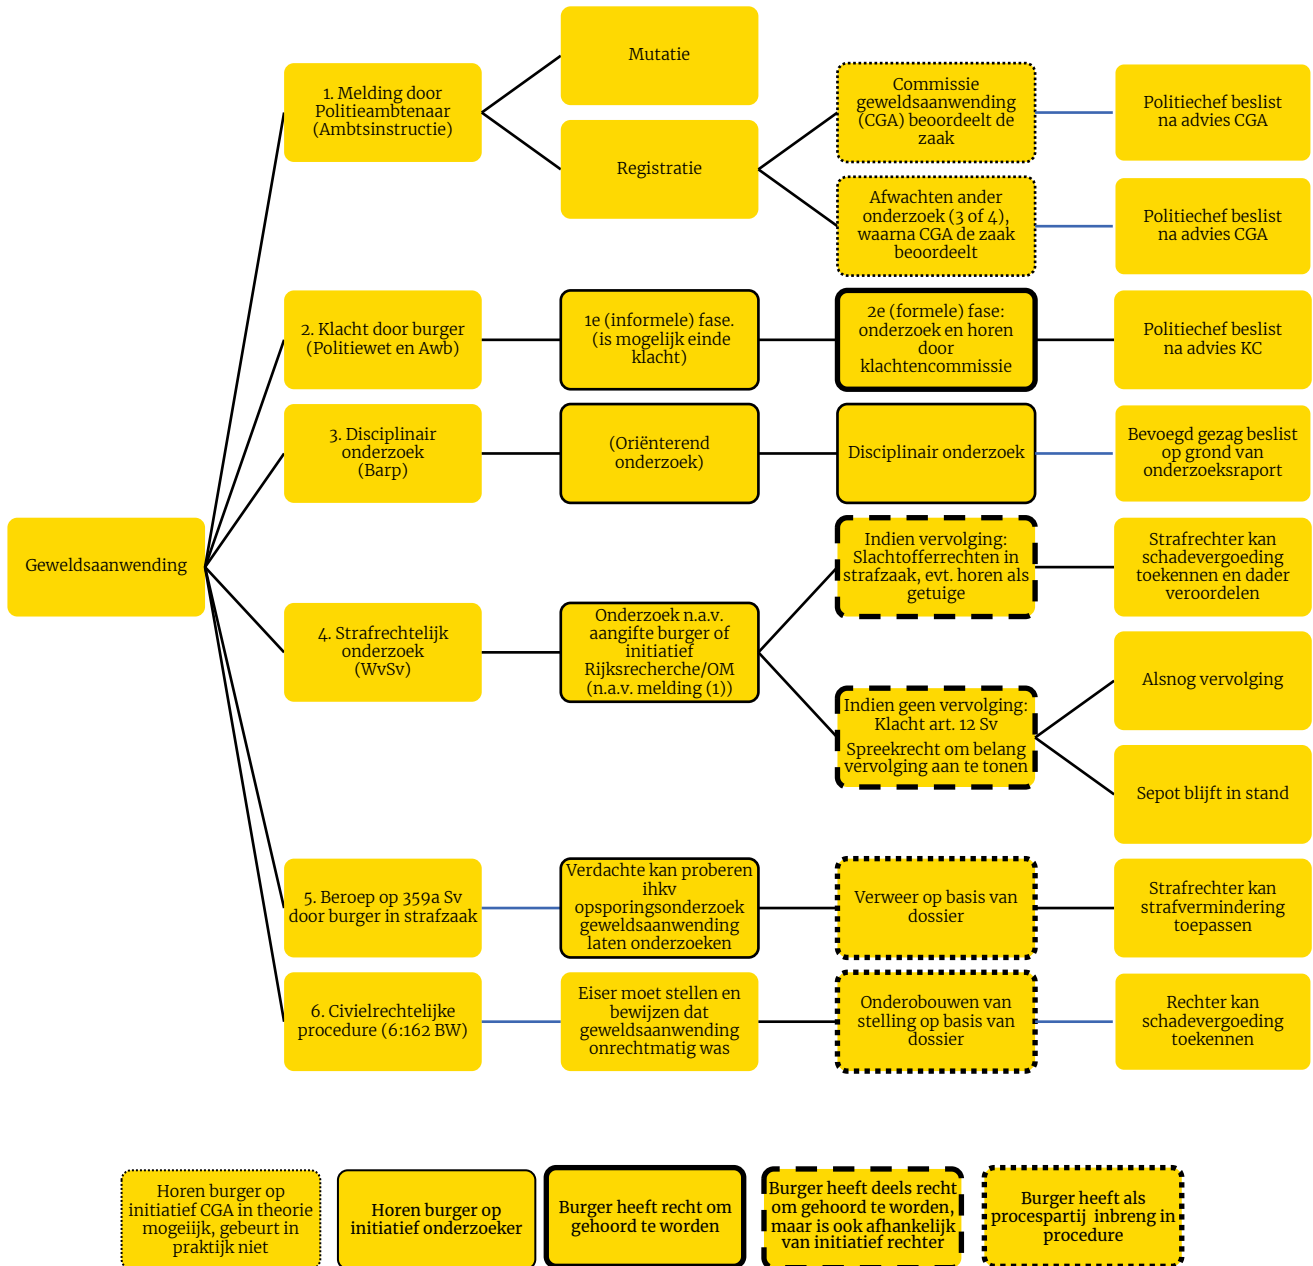 Geweldsaanwending
1. Melding door
Politieambtenaar
(Ambtsinstructie)
Mutatie
Registratie
Commissie
geweldsaanwending
(CGA) beoordeelt de
zaak
Politiechef beslist
na advies CGA
Afwachten ander
onderzoek (3 of 4),
waarna CGA de zaak
beoordeelt
Politiechef beslist
na advies CGA
2. Klacht door burger
(Politiewet en Awb)
1e (informele) fase.
(is mogelijk einde
klacht)
2e (formele) fase:
onderzoek en horen
door
klachtencommissie
Politiechef beslist
na advies KC
3. Disciplinair
onderzoek
(Barp)
(Oriënterend
onderzoek)
Disciplinair onderzoek
Bevoegd gezag beslist
op grond van
onderzoeksraport
4. Strafrechtelijk
onderzoek
(WvSv)
Onderzoek n.a.v.
aangifte burger of
initiatief
Rijksrecherche/OM
(n.a.v. melding (1))
Indien vervolging:
Slachtofferrechten in
strafzaak, evt. horen als
getuige
Strafrechter kan
schadevergoeding
toekennen en dader
veroordelen
Indien geen vervolging:
Klacht art. 12 Sv
Spreekrecht om belang
vervolging aan te tonen
Alsnog vervolging
Sepot blijft in stand
5. Beroep op 359a Sv
door burger in strafzaak
Verdachte kan proberen
ihkv
opsporingsonderzoek
geweldsaanwending
laten onderzoeken
Verweer op basis van
dossier
Strafrechter kan
strafvermindering
toepassen
6. Civielrechtelijke
procedure (6:162 BW)
Eiser moet stellen en
bewijzen dat
geweldsaanwending
onrechtmatig was
Onderobouwen van
stelling op basis van
dossier
Rechter kan
schadevergoeding
toekennen
Horen burger op
initiatief CGA in theorie
mogeiijk, gebeurt in
praktijk niet
Horen burger op
initiatief onderzoeker
Burger heeft recht om
gehoord te worden
Burger heeft deels recht
om gehoord te worden,
maar is ook afhankelijk
van initiatief rechter
Burger heeft als
procespartij inbreng in
procedure